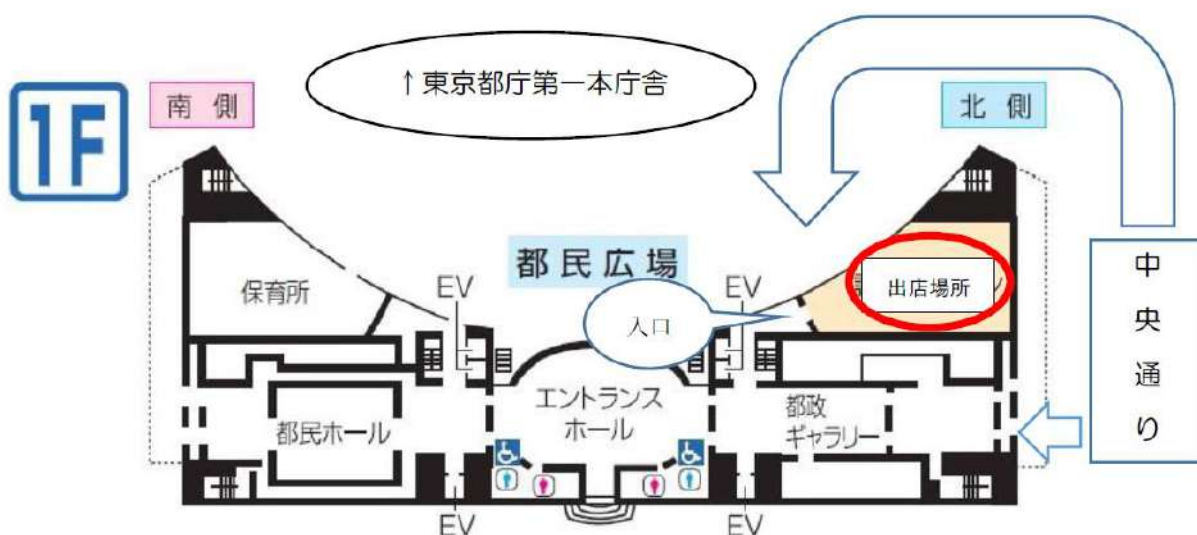 ↑東京都庁第一本庁舎
1F
南側
北側
中央通り
都民広場
保育所
EV
EV
出店場所
入口
エントランス
ホール
都民ホール
都政
ギャラリー
EV
EV